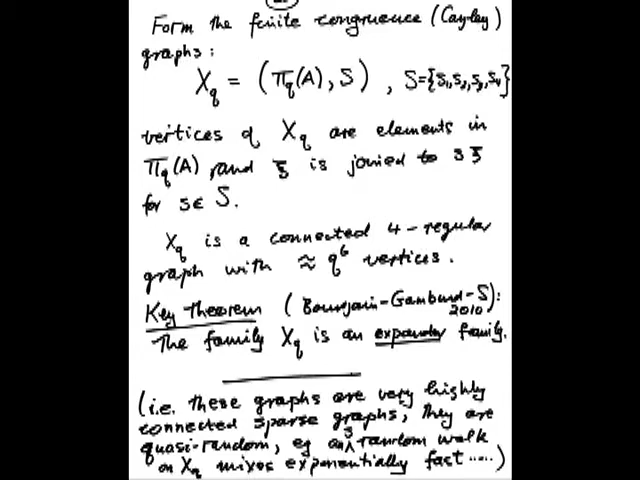 Form the finite congruence (Cayley)
graphs:
X_q = (π_q(A), S) , S={s₁,s₂,s₃,s₄}
vertices of X_q are elements in
π_q(A) and ξ is joined to sξ
for s∈ S.
X_q is a connected 4-regular
graph with ≈ q⁶ vertices.
Key Theorem (Bourgain-Gamburd-S):
2010
The family X_q is an expander family.
(i.e. these graphs are very highly
connected sparse graphs, they are
quasi-random, eg a random walk
on X_q mixes exponentially fast .....)